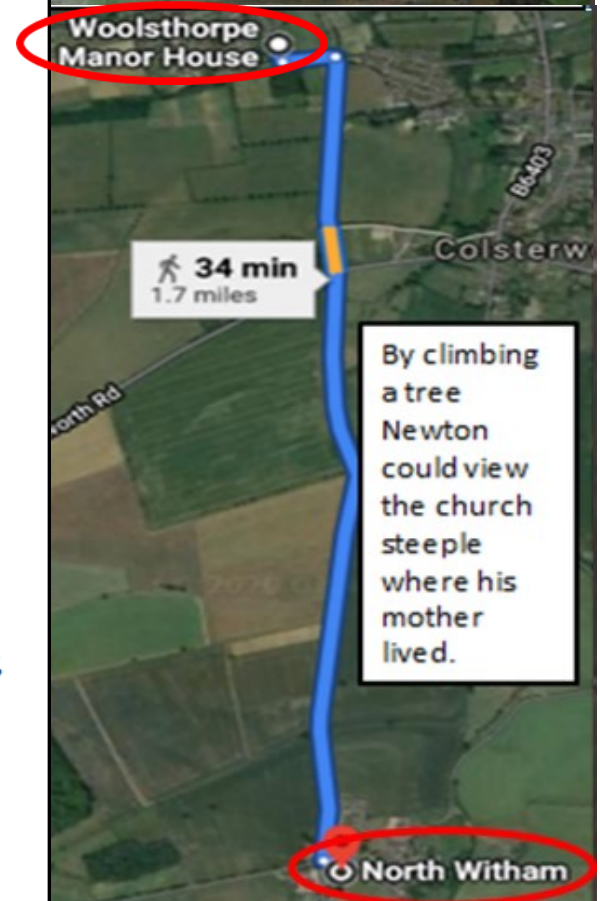 Woolsthorpe
Manor House
B6403
Colsterw
34 min
1.7 miles
By climbing
a tree
Newton
could view
the church
steeple
where his
mother
lived.
orth Rd
North Witham